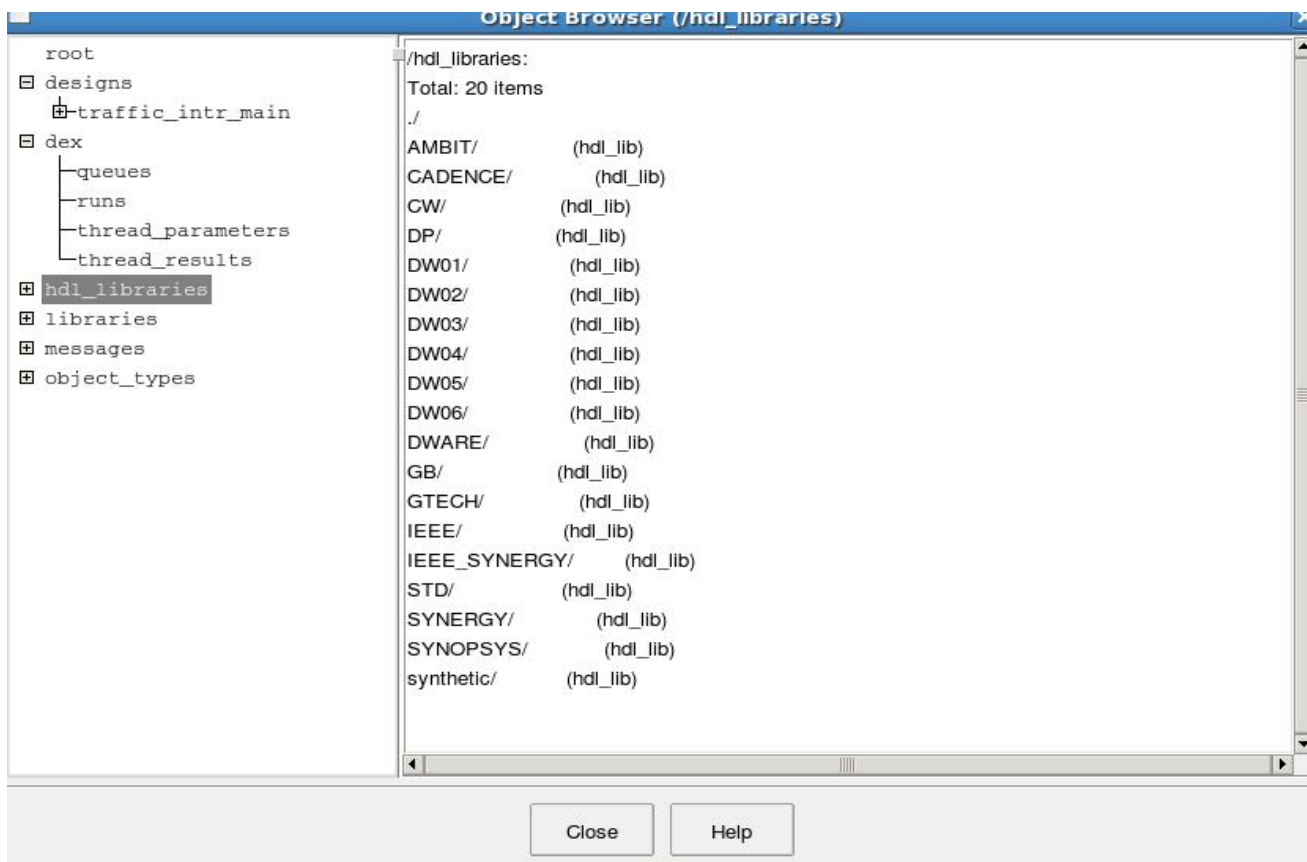 Object Browser (/hdl_libraries)
root
designs
traffic_intr_main
dex
queues
runs
thread_parameters
thread_results
hdl_libraries
libraries
messages
object_types
/hdl_libraries:
Total: 20 items
./
AMBIT/ (hdl_lib)
CADENCE/ (hdl_lib)
CW/ (hdl_lib)
DP/ (hdl_lib)
DW01/ (hdl_lib)
DW02/ (hdl_lib)
DW03/ (hdl_lib)
DW04/ (hdl_lib)
DW05/ (hdl_lib)
DW06/ (hdl_lib)
DWARE/ (hdl_lib)
GB/ (hdl_lib)
GTECH/ (hdl_lib)
IEEE/ (hdl_lib)
IEEE_SYNERGY/ (hdl_lib)
STD/ (hdl_lib)
SYNERGY/ (hdl_lib)
SYNOPSYS/ (hdl_lib)
synthetic/ (hdl_lib)
Close Help